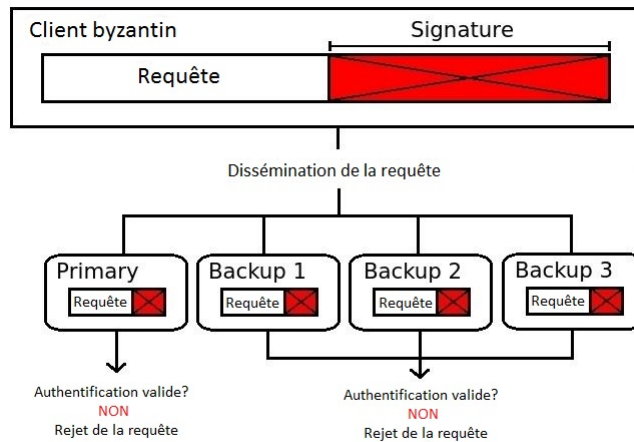 Client byzantin
Signature
Requête
Dissémination de la requête
Primary
Requête
Backup 1
Requête
Backup 2
Requête
Backup 3
Requête
Authentification valide?
NON
Rejet de la requête
Authentification valide?
NON
Rejet de la requête